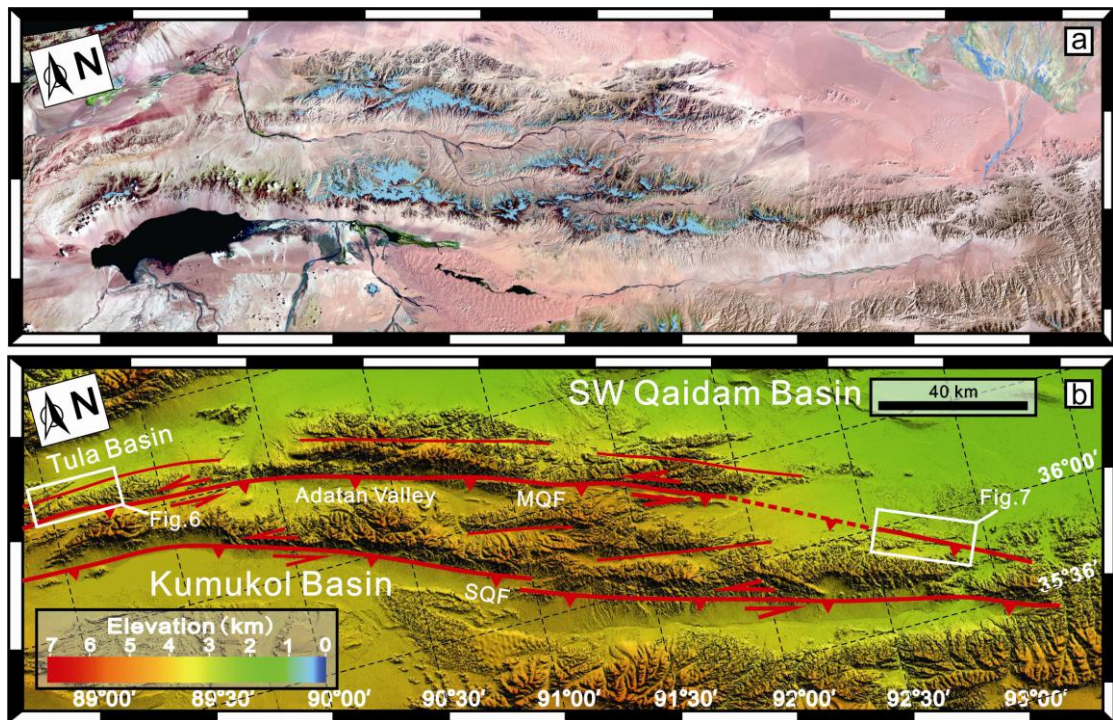 a
N
b
N
SW Qaidam Basin
40 km
Tula Basin
36°00′
Adatan Valley
MQF
Fig.7
Fig.6
Kumukol Basin
SQF
35°36′
Elevation (km)
7 6 5 4 3 2 1 0
89°00′ 89°30′ 90°00′ 90°30′ 91°00′ 91°30′ 92°00′ 92°30′ 93°00′